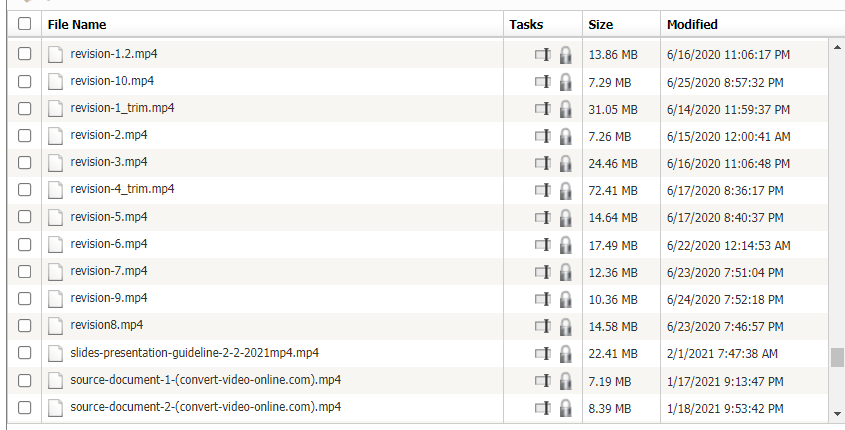 File Name Tasks Size Modified
revision-1.2.mp4 13.86 MB 6/16/2020 11:06:17 PM
revision-10.mp4 7.29 MB 6/25/2020 8:57:32 PM
revision-1_trim.mp4 31.05 MB 6/14/2020 11:59:37 PM
revision-2.mp4 7.26 MB 6/15/2020 12:00:41 AM
revision-3.mp4 24.46 MB 6/16/2020 11:06:48 PM
revision-4_trim.mp4 72.41 MB 6/17/2020 8:36:17 PM
revision-5.mp4 14.64 MB 6/17/2020 8:40:37 PM
revision-6.mp4 17.49 MB 6/22/2020 12:14:53 AM
revision-7.mp4 12.36 MB 6/23/2020 7:51:04 PM
revision-9.mp4 10.36 MB 6/24/2020 7:52:18 PM
revision8.mp4 14.58 MB 6/23/2020 7:46:57 PM
slides-presentation-guideline-2-2-2021mp4.mp4 22.41 MB 2/1/2021 7:47:38 AM
source-document-1-(convert-video-online.com).mp4 7.19 MB 1/17/2021 9:13:47 PM
source-document-2-(convert-video-online.com).mp4 8.39 MB 1/18/2021 9:53:42 PM